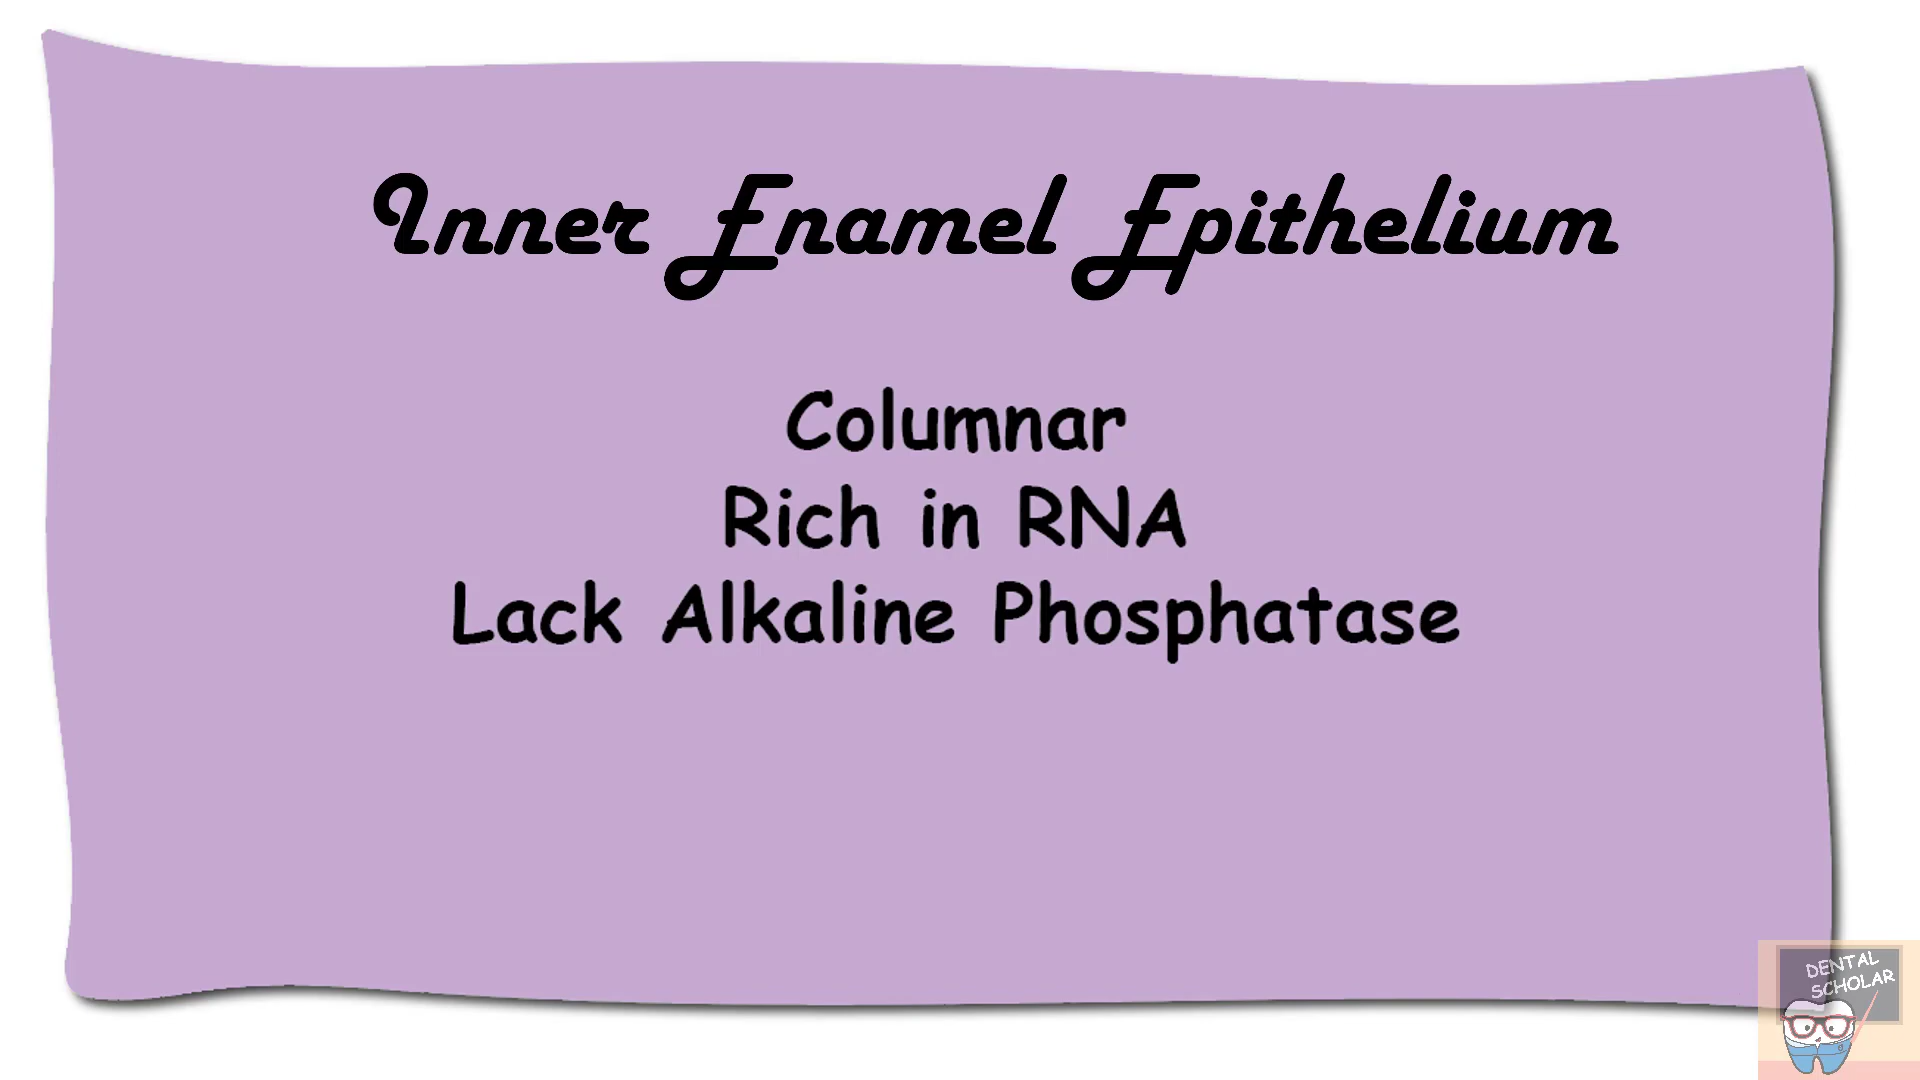 Inner Enamel Epithelium
Columnar
Rich in RNA
Lack Alkaline Phosphatase
DENTAL
SCHOLAR